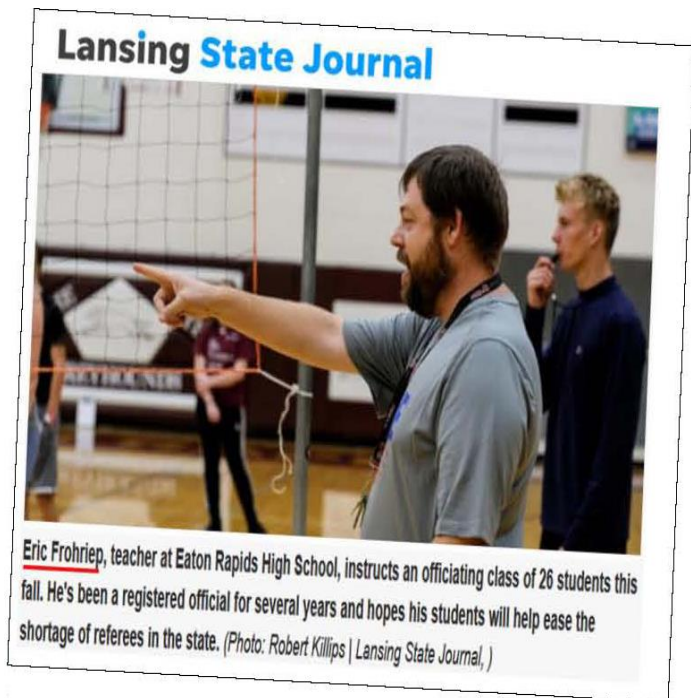 Lansing State Journal
Eric Frohriep, teacher at Eaton Rapids High School, instructs an officiating class of 26 students this
fall. He's been a registered official for several years and hopes his students will help ease the
shortage of referees in the state. (Photo: Robert Killips | Lansing State Journal, )